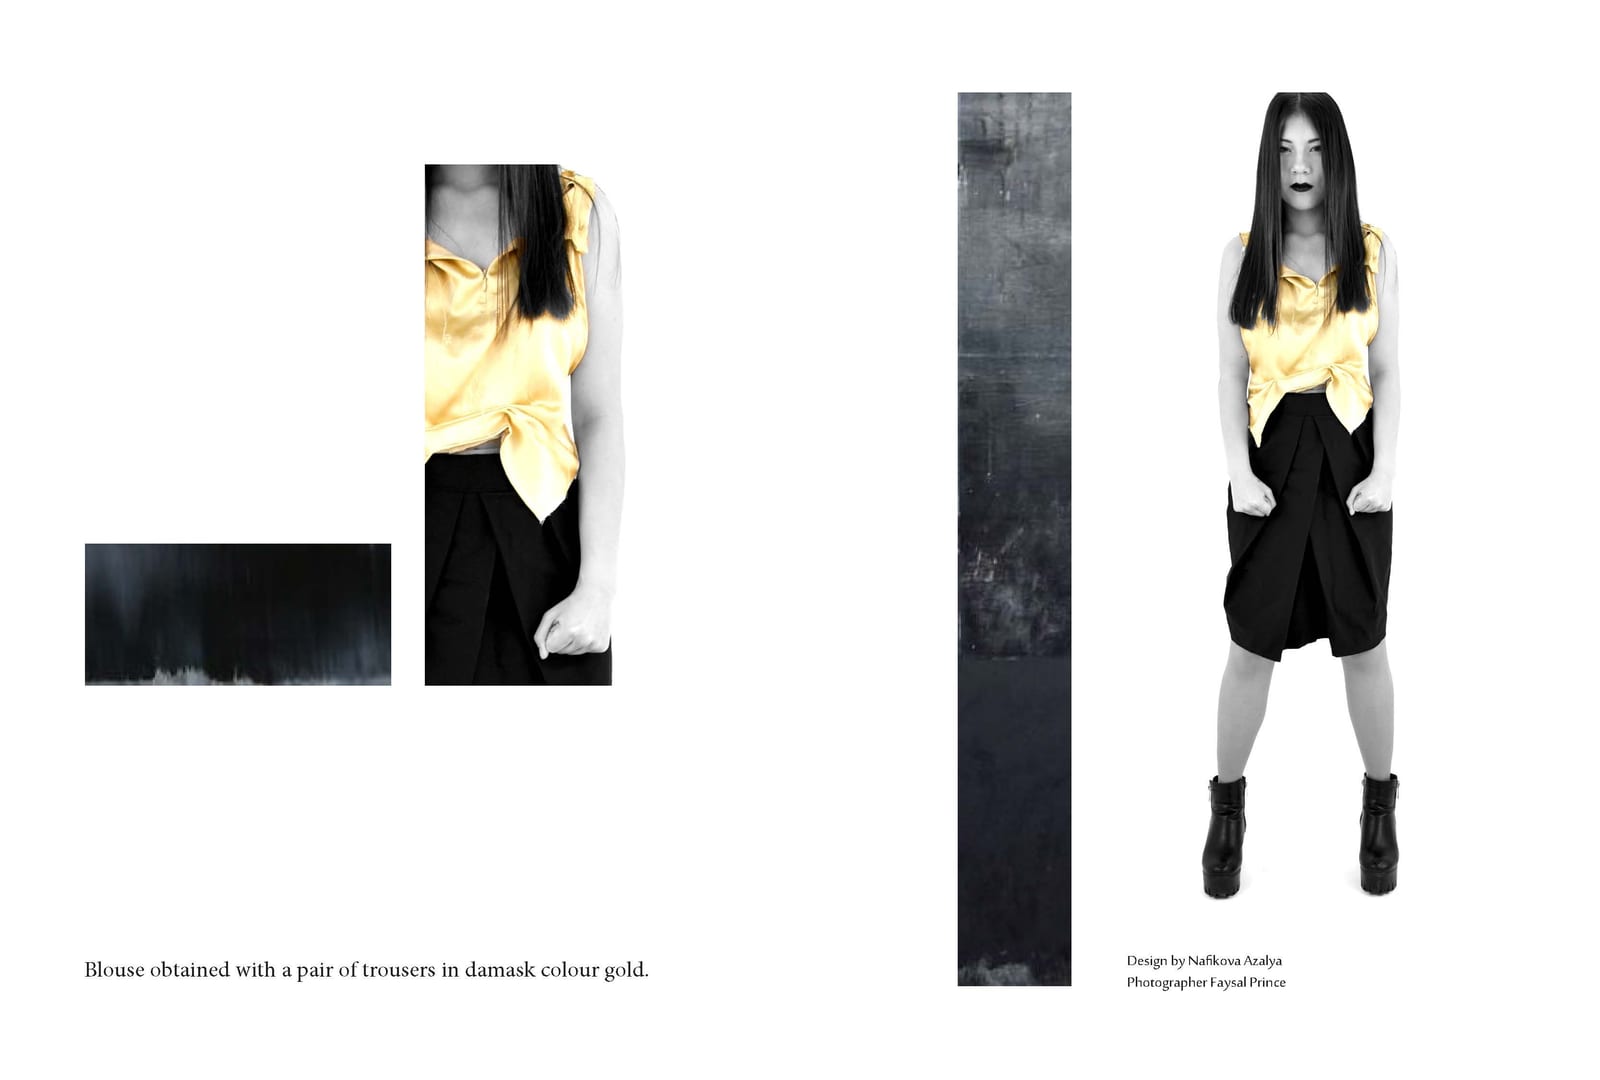 Blouse obtained with a pair of trousers in damask colour gold.
Design by Nafikova Azalya
Photographer Faysal Prince